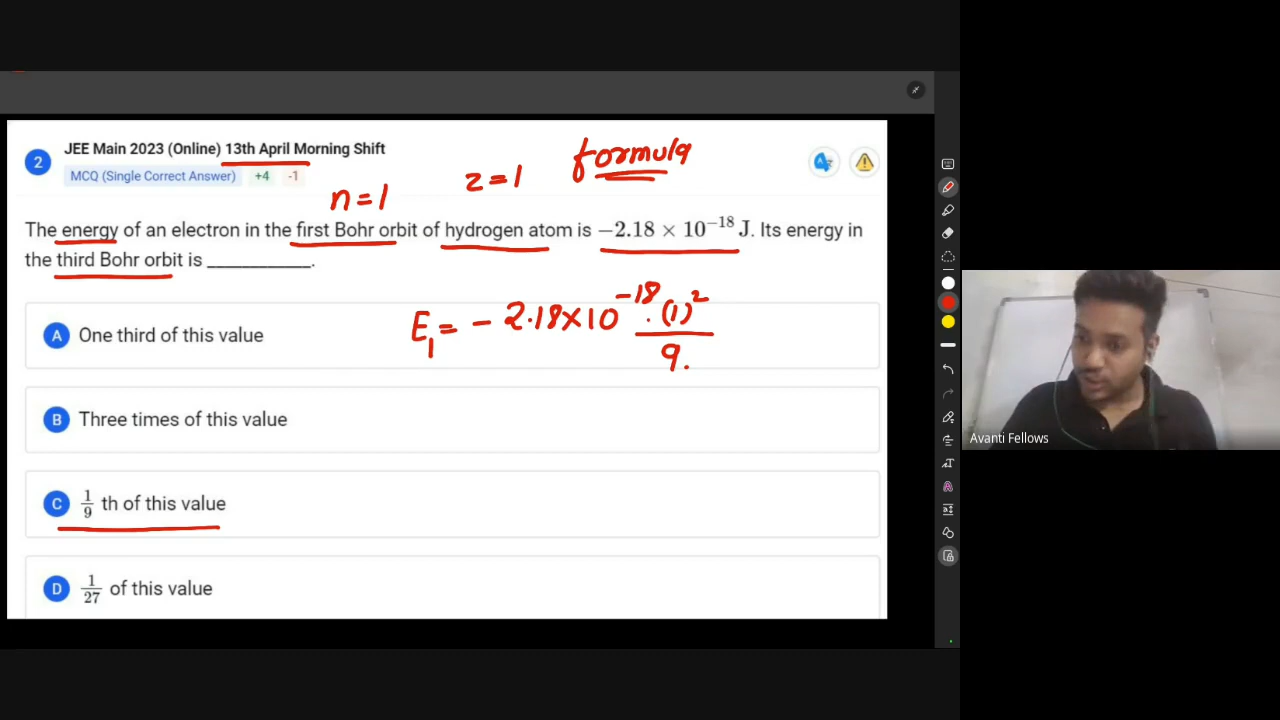 2
JEE Main 2023 (Online) 13th April Morning Shift
MCQ (Single Correct Answer) +4 -1
formula
n=1
z=1
The energy of an electron in the first Bohr orbit of hydrogen atom is −2.18 × 10⁻¹⁸ J. Its energy in
the third Bohr orbit is ____________.
E₁ = − 2.18×10⁻¹⁸ . (1)²/9.
A One third of this value
B Three times of this value
C 1/9 th of this value
D 1/27 of this value
Avanti Fellows